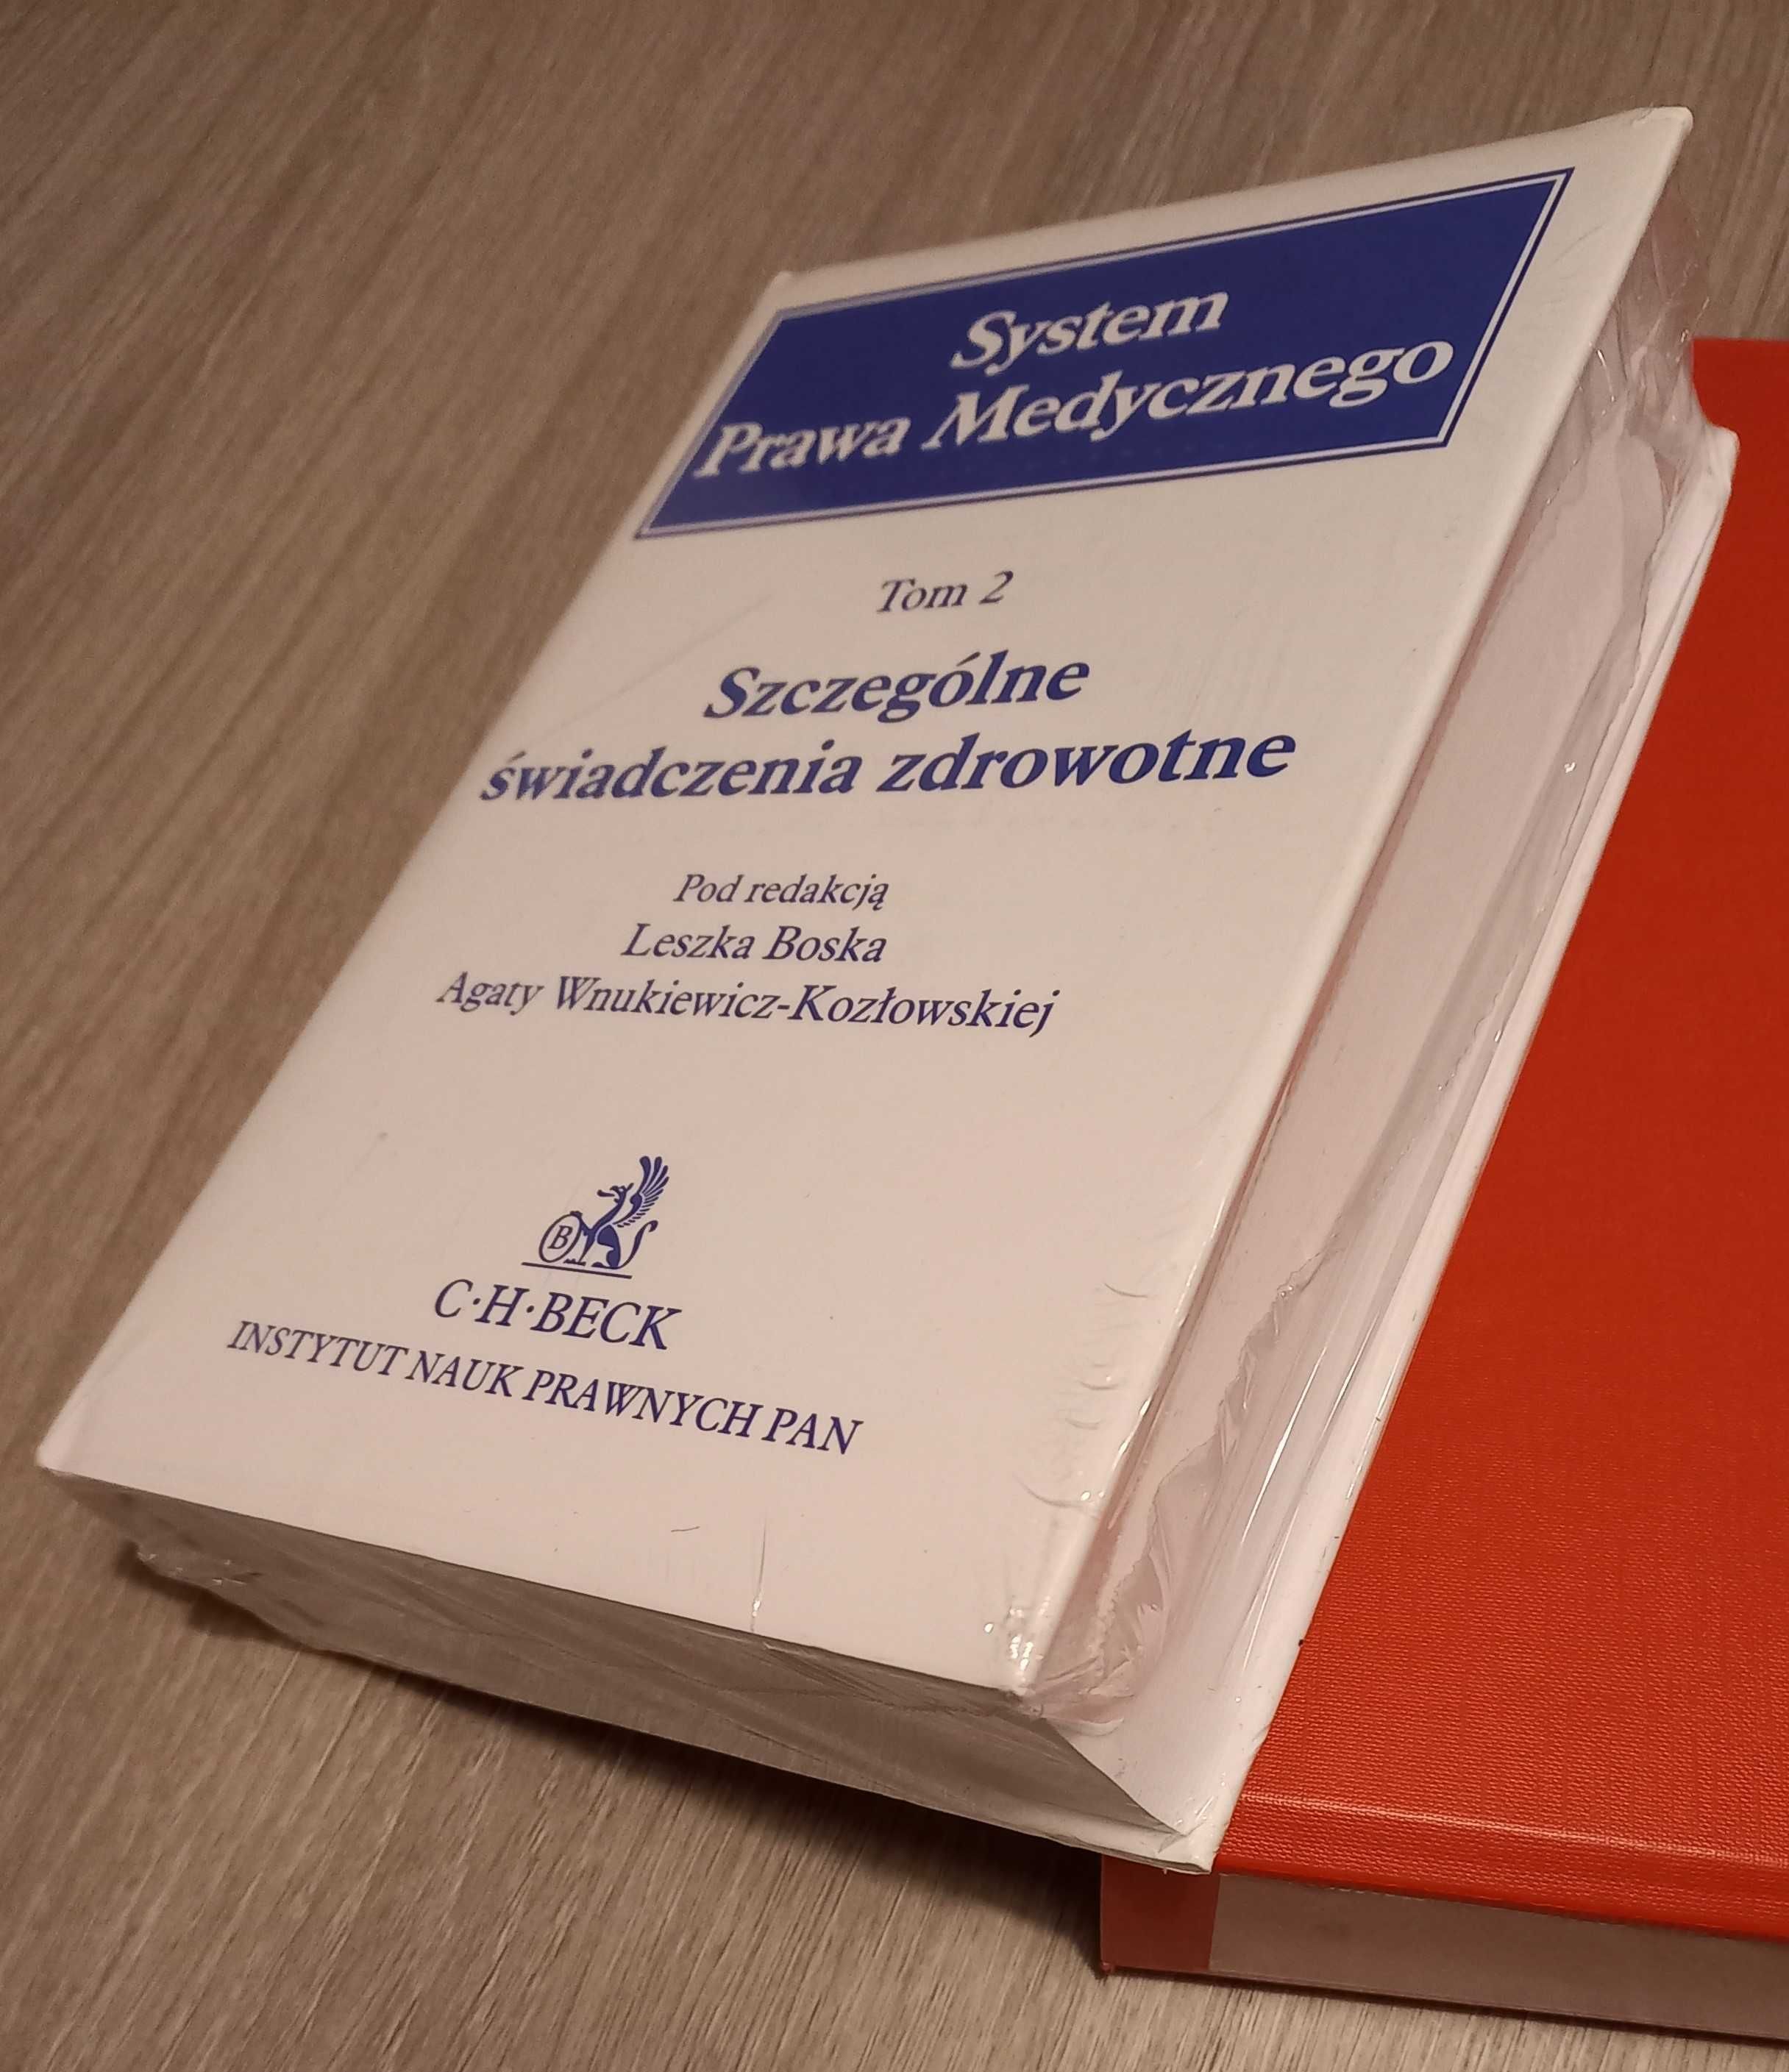 System
Prawa Medycznego
Tom 2
Szczególne
świadczenia zdrowotne
Pod redakcją
Leszka Boska
Agaty Wnukiewicz-Kozłowskiej
B
C·H·BECK
INSTYTUT NAUK PRAWNYCH PAN